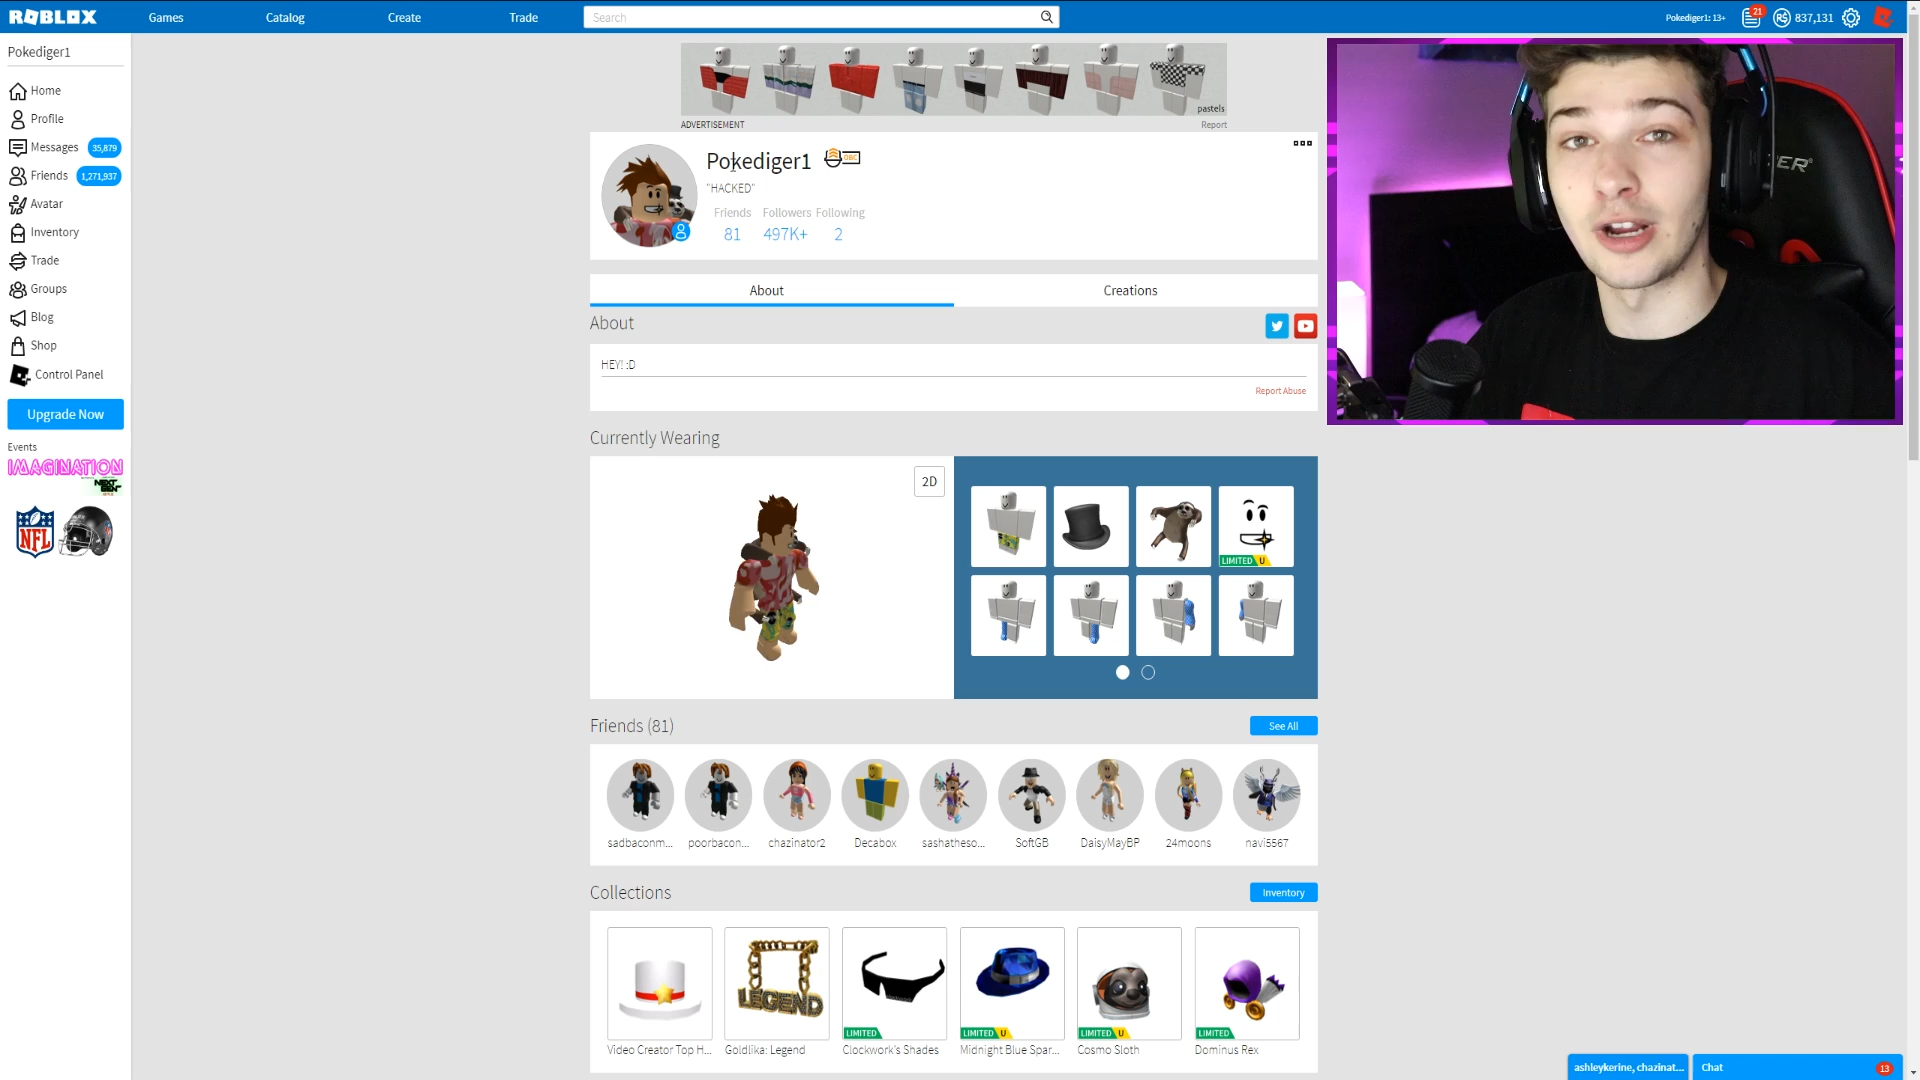 ROBLOX Games Catalog Create Trade Search Pokediger1: 13+ 21 R$ 837,131
Pokediger1
Home
Profile
Messages 35,879
Friends 1,271,937
Avatar
Inventory
Trade
Groups
Blog
Shop
Control Panel
Upgrade Now
Events
IMAGINATION
NEXT
GEN
NFL
pastels
ADVERTISEMENT Report
Pokediger1 OBC
"HACKED"
Friends Followers Following
81 497K+ 2
About Creations
About
HEY! :D
Report Abuse
Currently Wearing
2D
LIMITED U
Friends (81) See All
sadbaconm... poorbacon... chazinator2 Decabox sashatheso... SoftGB DaisyMayBP 24moons navi5567
Collections Inventory
LEGEND
LIMITED LIMITED U LIMITED U LIMITED
Video Creator Top H... Goldlika: Legend Clockwork's Shades Midnight Blue Spar... Cosmo Sloth Dominus Rex
ashleykerine, chazinat... Chat 13